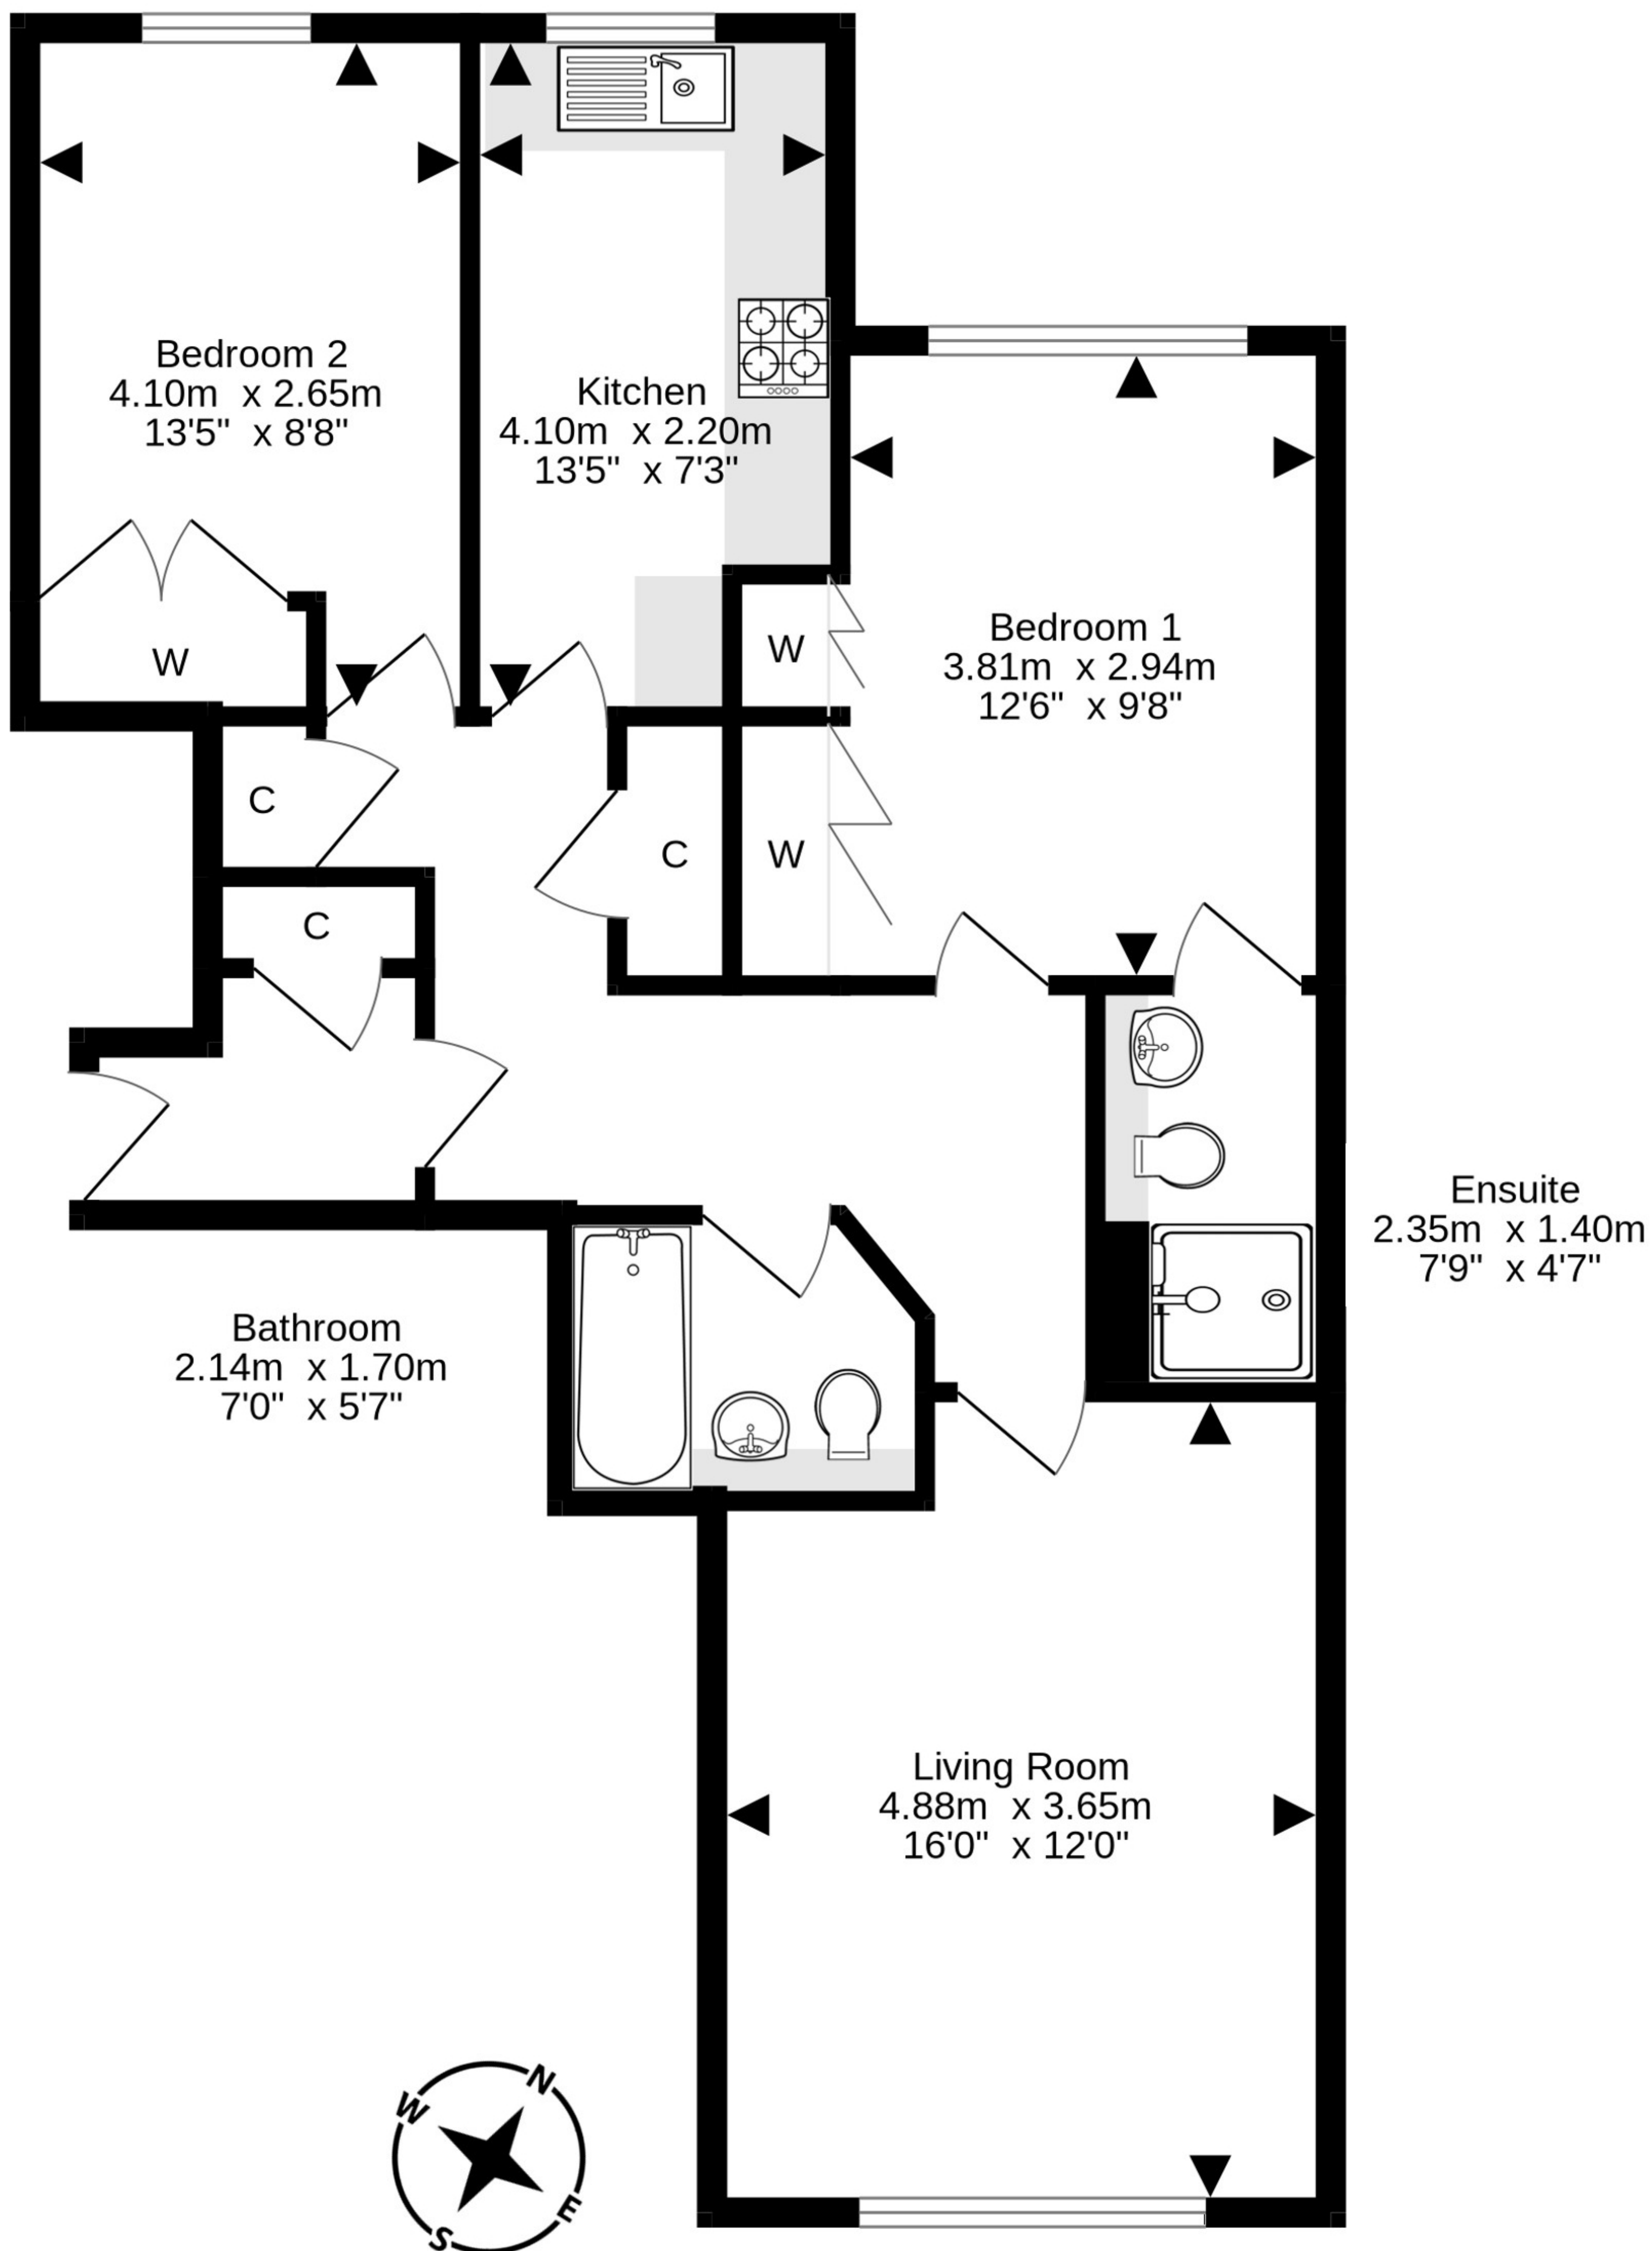 Bedroom 2
4.10m x 2.65m
13'5" x 8'8"
Kitchen
4.10m x 2.20m
13'5" x 7'3"
Bedroom 1
3.81m x 2.94m
12'6" x 9'8"
W
W
C
C
W
C
Ensuite
2.35m x 1.40m
7'9" x 4'7"
Bathroom
2.14m x 1.70m
7'0" x 5'7"
Living Room
4.88m x 3.65m
16'0" x 12'0"
N
W
E
S